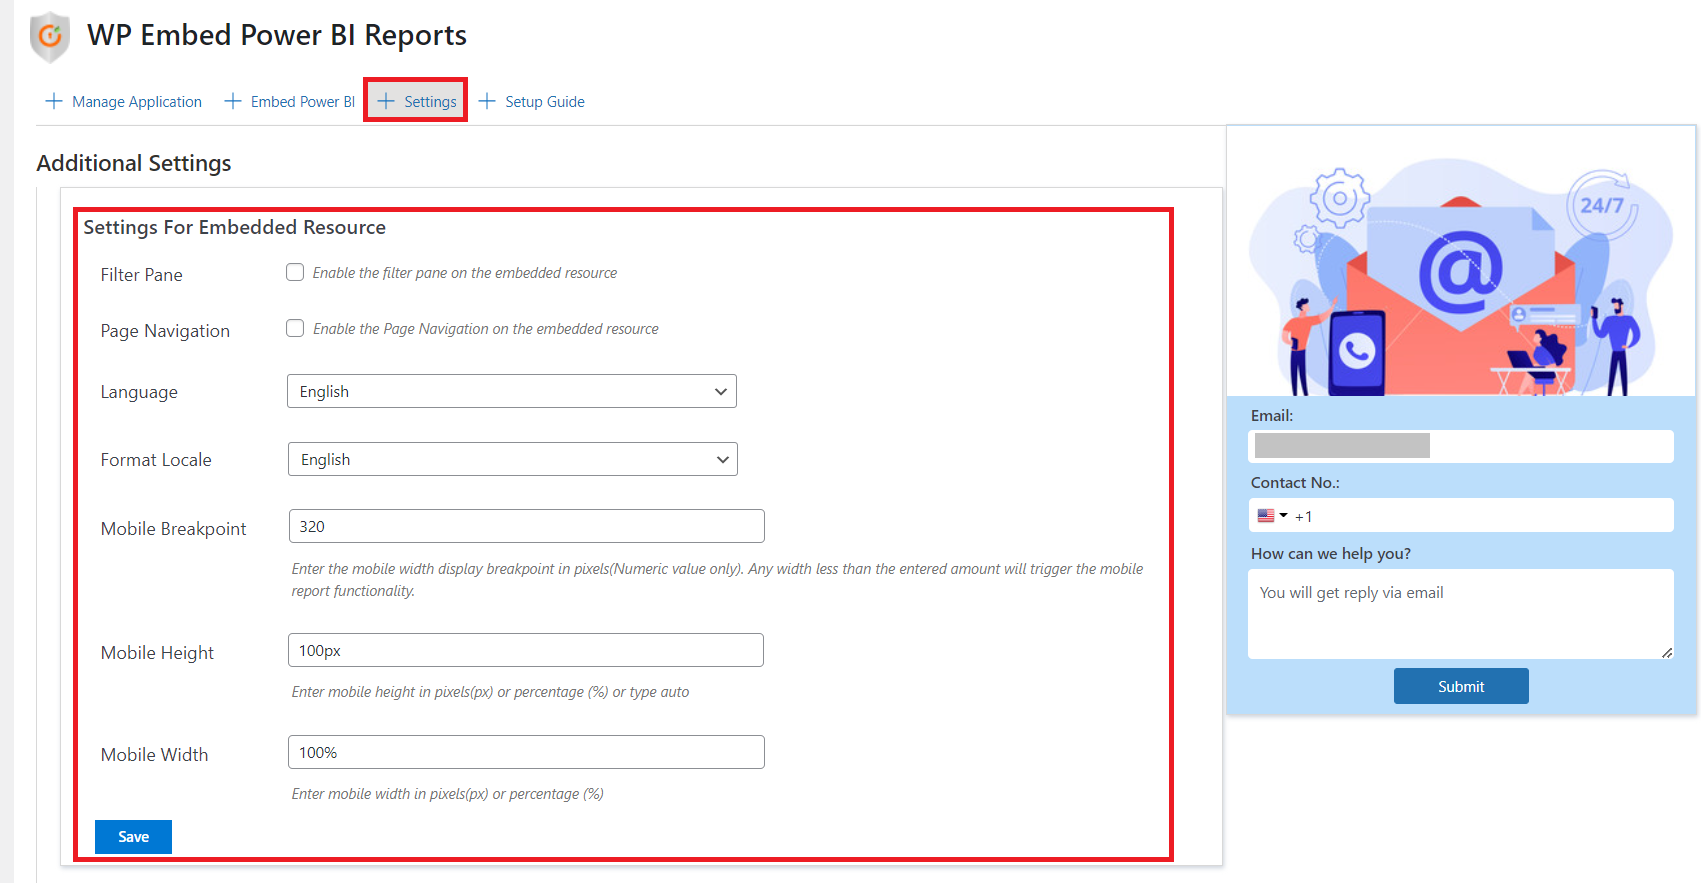 WP Embed Power BI Reports
Manage Application
Embed Power BI
Settings
Setup Guide
Additional Settings
Settings For Embedded Resource
Filter Pane
Enable the filter pane on the embedded resource
Page Navigation
Enable the Page Navigation on the embedded resource
Language
English
Format Locale
English
Mobile Breakpoint
320
Enter the mobile width display breakpoint in pixels(Numeric value only). Any width less than the entered amount will trigger the mobile
report functionality.
Mobile Height
100px
Enter mobile height in pixels(px) or percentage (%) or type auto
Mobile Width
100%
Enter mobile width in pixels(px) or percentage (%)
Save
24/7
@
Email:
Contact No.:
+1
How can we help you?
You will get reply via email
Submit